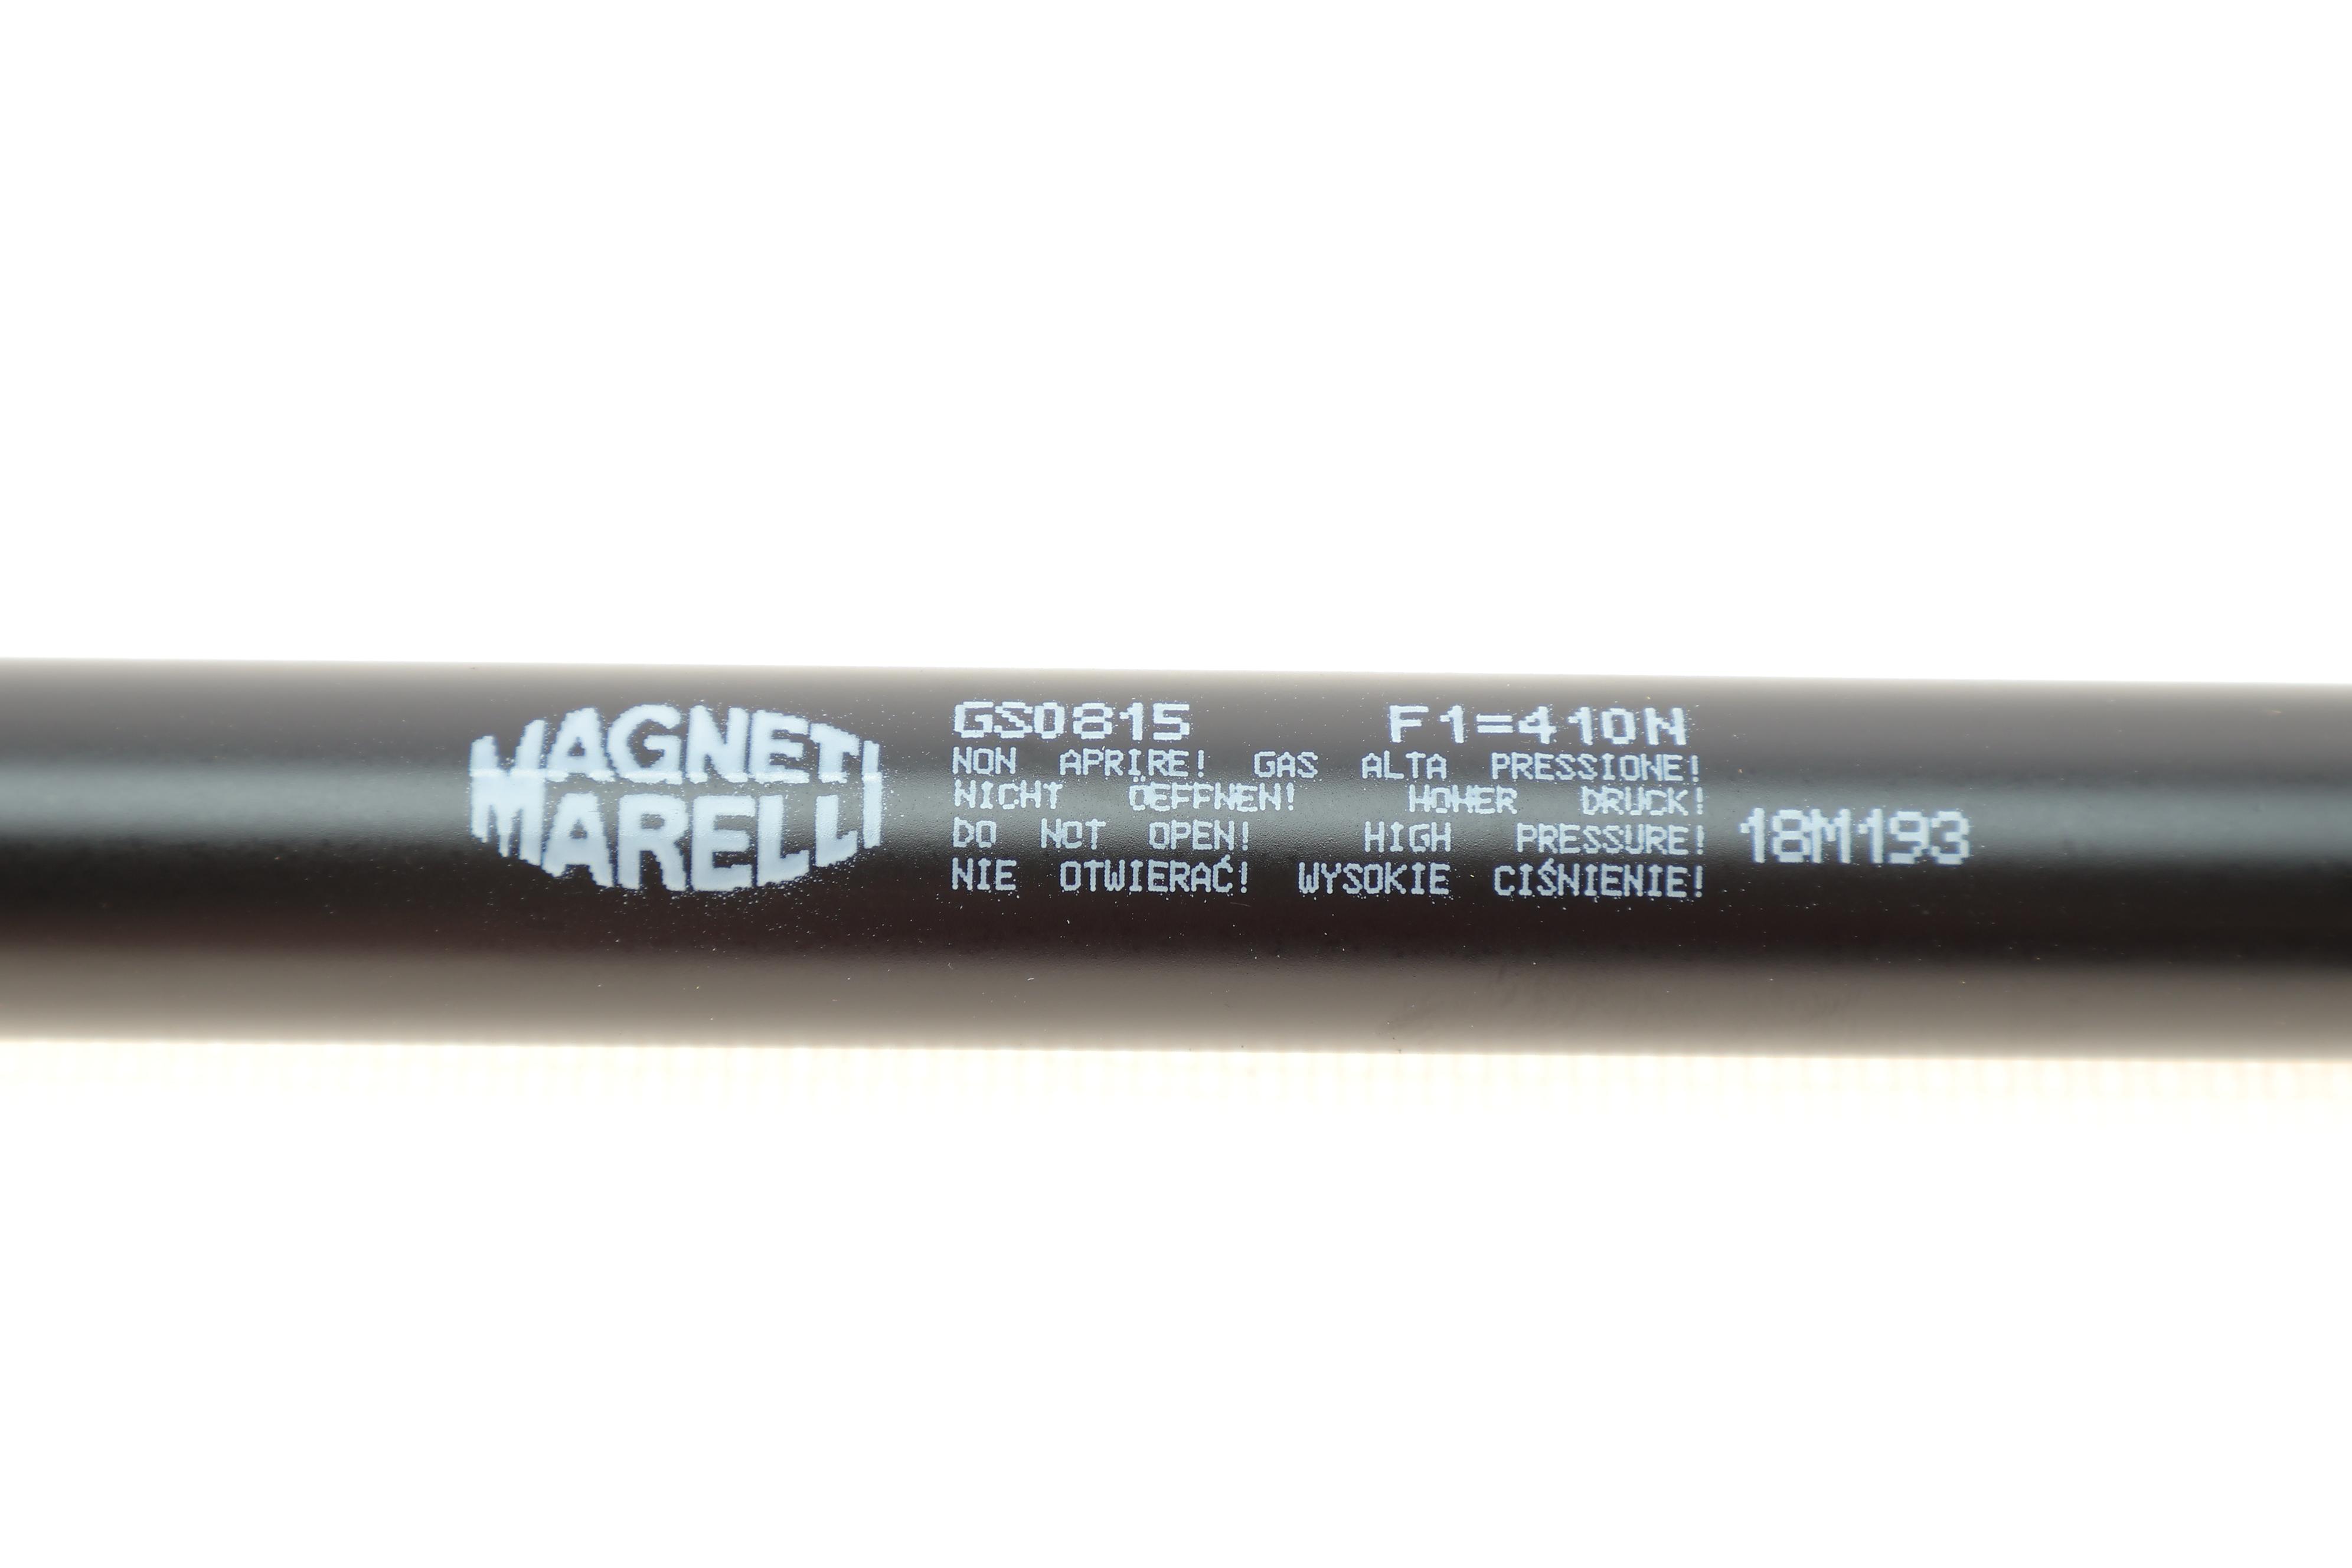 MAGNETI
MARELLI
GS0815 F1=410N
NON APRIRE! GAS ALTA PRESSIONE!
NICHT ÖEFFNEN! HOHER DRUCK!
DO NOT OPEN! HIGH PRESSURE!
NIE OTWIERAĆ! WYSOKIE CIŚNIENIE!
18M193